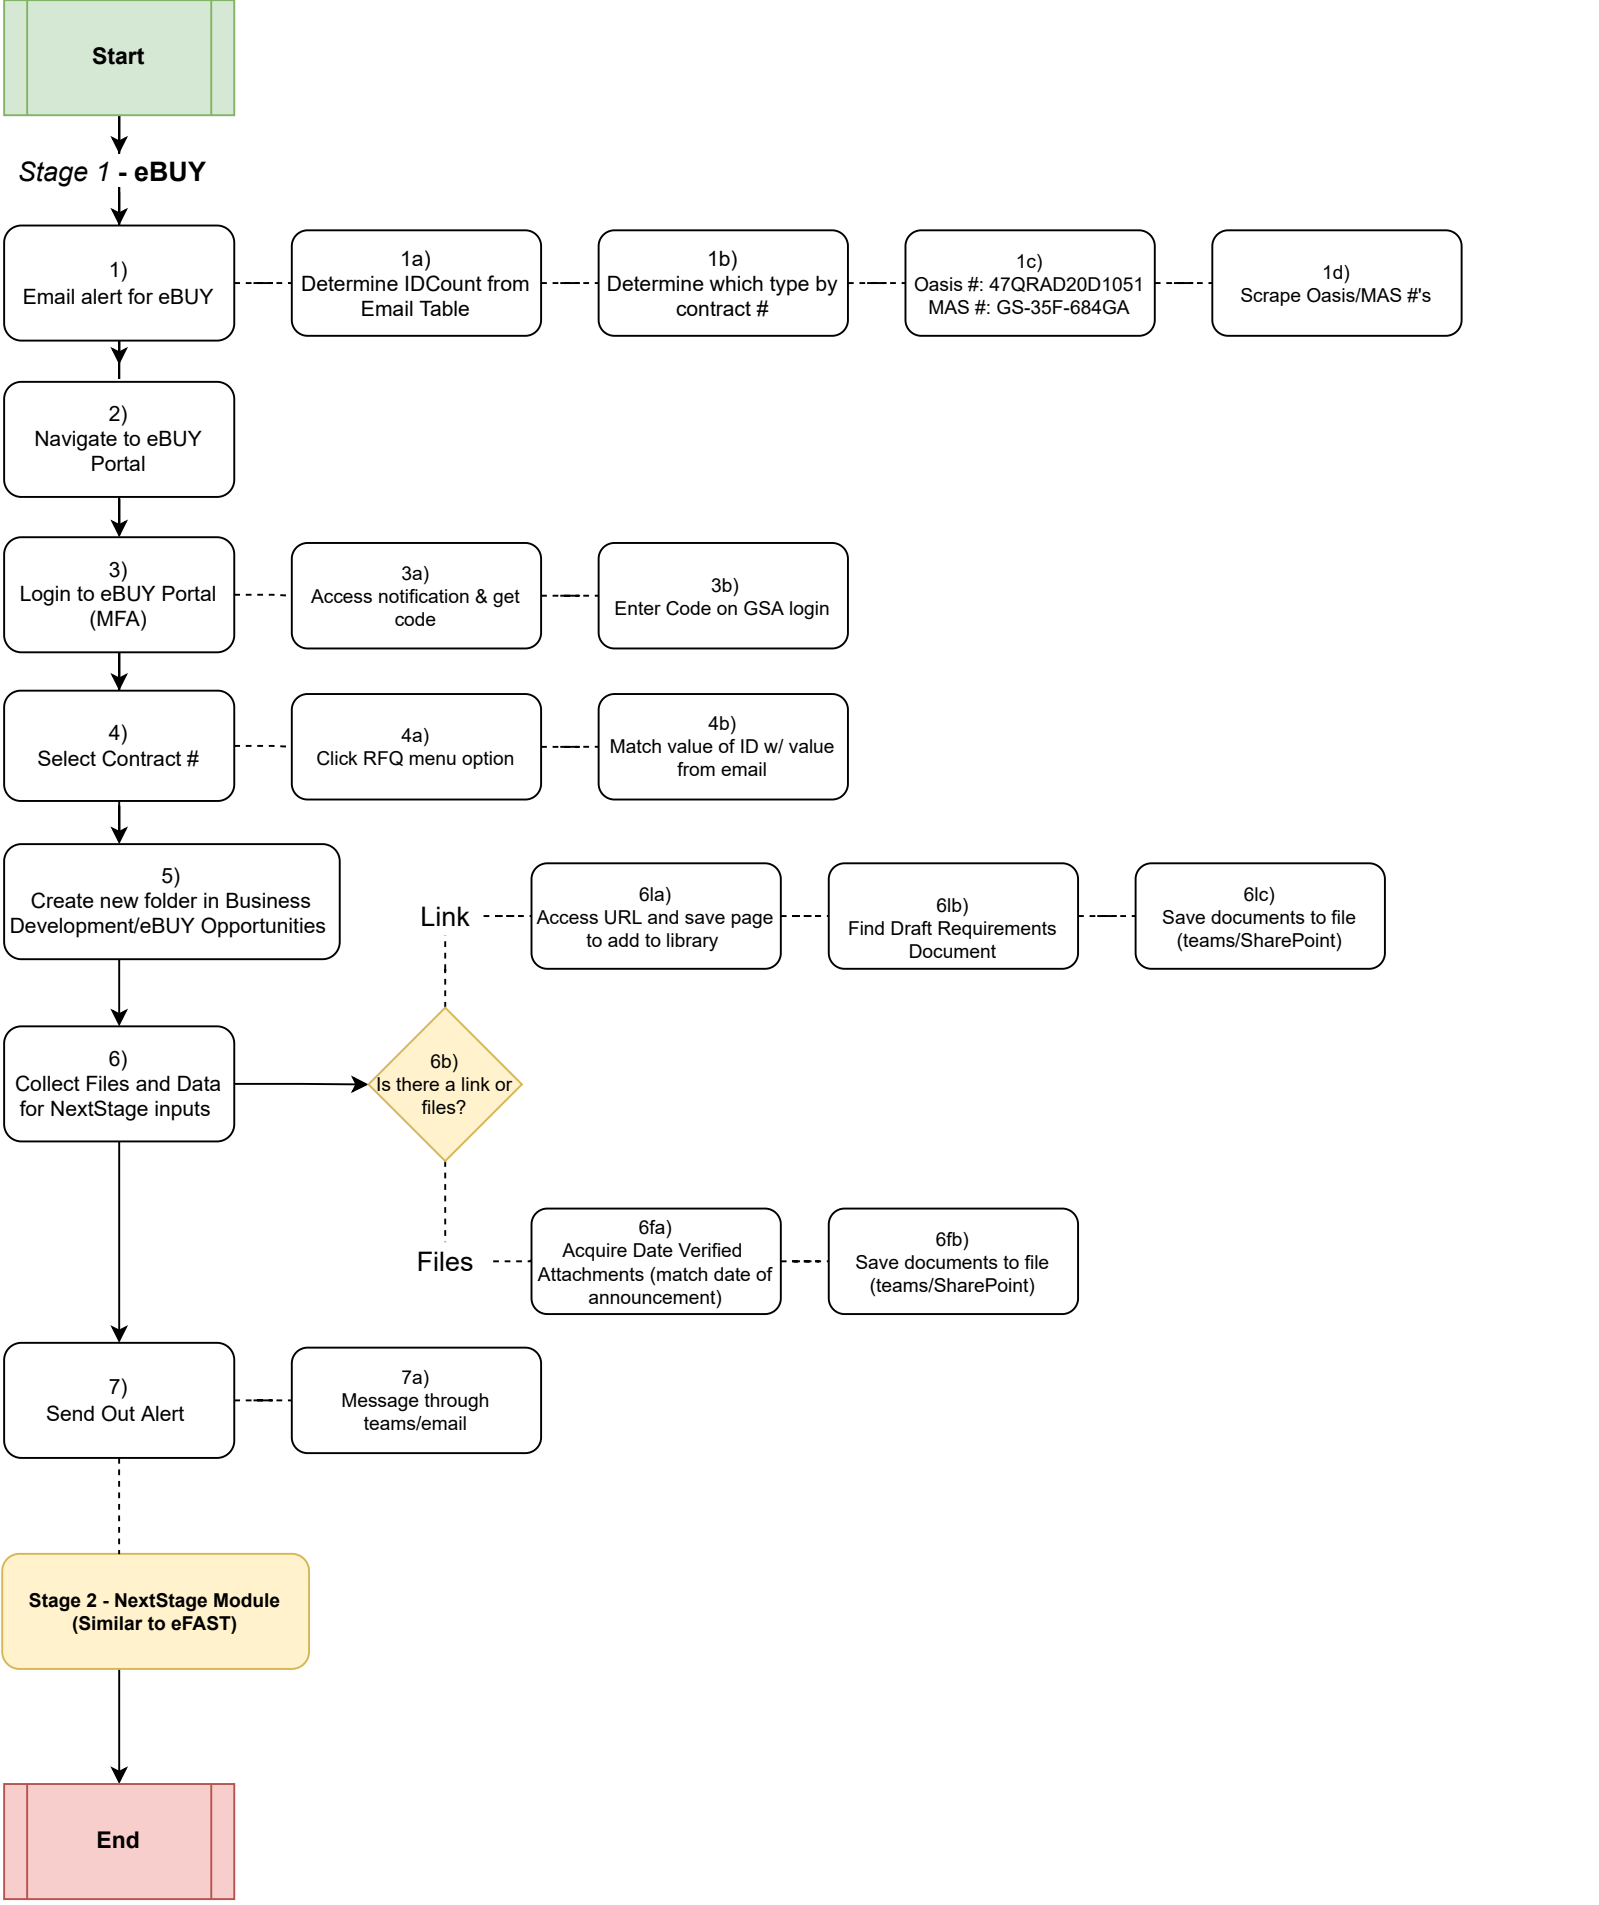 Start
Stage 1 - eBUY
1)
Email alert for eBUY
1a)
Determine IDCount from
Email Table
1b)
Determine which type by
contract #
1c)
Oasis #: 47QRAD20D1051
MAS #: GS-35F-684GA
1d)
Scrape Oasis/MAS #'s
2)
Navigate to eBUY
Portal
3)
Login to eBUY Portal
(MFA)
3a)
Access notification & get
code
3b)
Enter Code on GSA login
4)
Select Contract #
4a)
Click RFQ menu option
4b)
Match value of ID w/ value
from email
5)
Create new folder in Business
Development/eBUY Opportunities
Link
6la)
Access URL and save page
to add to library
6lb)
Find Draft Requirements
Document
6lc)
Save documents to file
(teams/SharePoint)
6)
Collect Files and Data
for NextStage inputs
6b)
Is there a link or
files?
Files
6fa)
Acquire Date Verified
Attachments (match date of
announcement)
6fb)
Save documents to file
(teams/SharePoint)
7)
Send Out Alert
7a)
Message through
teams/email
Stage 2 - NextStage Module
(Similar to eFAST)
End